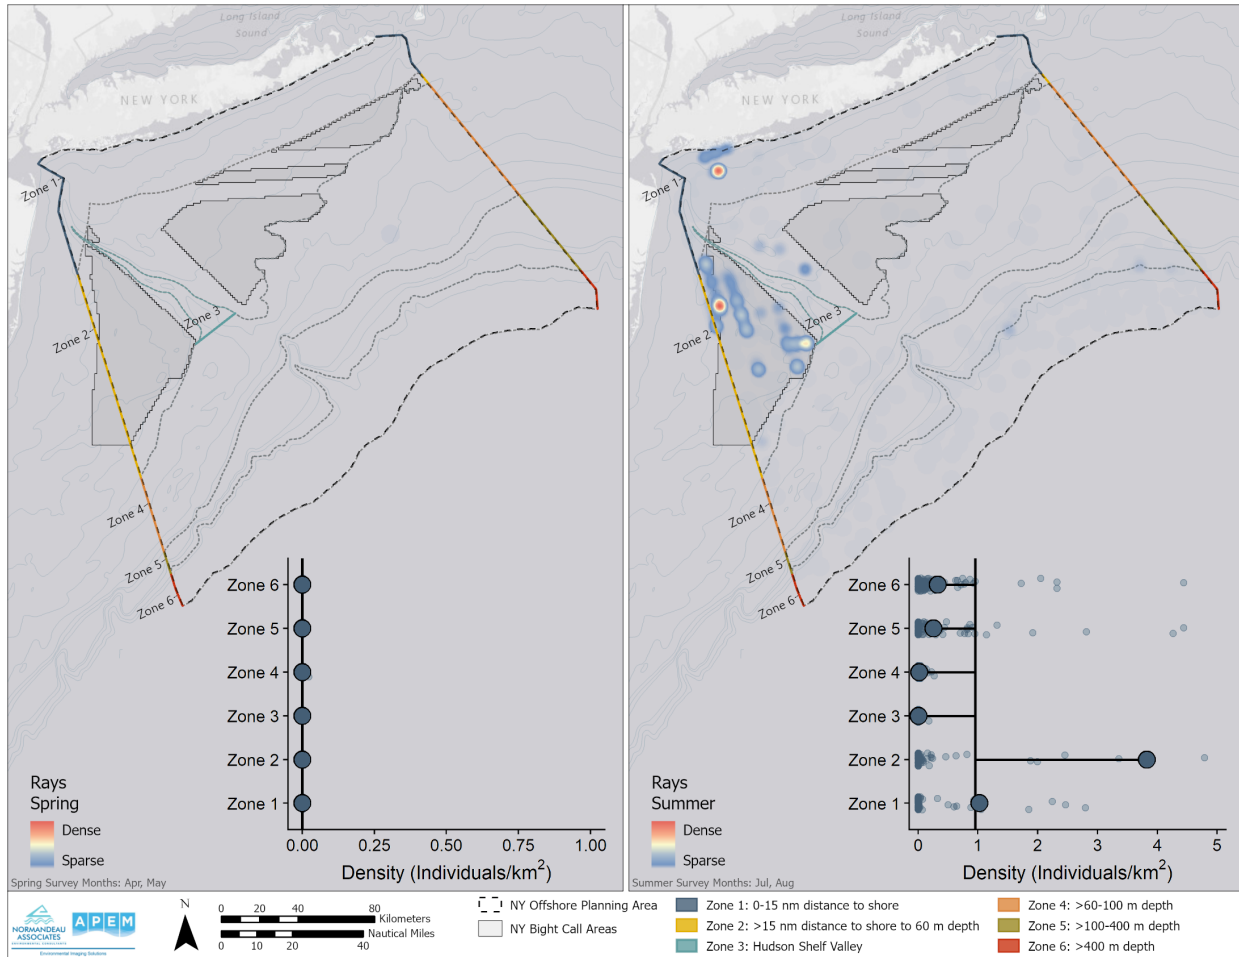 Long Island
Sound
NEW YORK
Zone 1
Zone 2
Zone 3
Zone 4
Zone 5
Zone 6
Zone 6
Zone 5
Zone 4
Zone 3
Zone 2
Zone 1
0.00 0.25 0.50 0.75 1.00
Density (Individuals/km²)
Rays
Spring
Dense
Sparse
Spring Survey Months: Apr, May
Long Island
Sound
NEW YORK
Zone 1
Zone 2
Zone 3
Zone 4
Zone 5
Zone 6
Zone 6
Zone 5
Zone 4
Zone 3
Zone 2
Zone 1
0 1 2 3 4 5
Density (Individuals/km²)
Rays
Summer
Dense
Sparse
Summer Survey Months: Jul, Aug
NORMANDEAU
ASSOCIATES
ENVIRONMENTAL CONSULTANTS
APEM
Environmental Imaging Solutions
N
0 20 40 80
Kilometers
Nautical Miles
0 10 20 40
NY Offshore Planning Area
NY Bight Call Areas
Zone 1: 0-15 nm distance to shore
Zone 2: >15 nm distance to shore to 60 m depth
Zone 3: Hudson Shelf Valley
Zone 4: >60-100 m depth
Zone 5: >100-400 m depth
Zone 6: >400 m depth